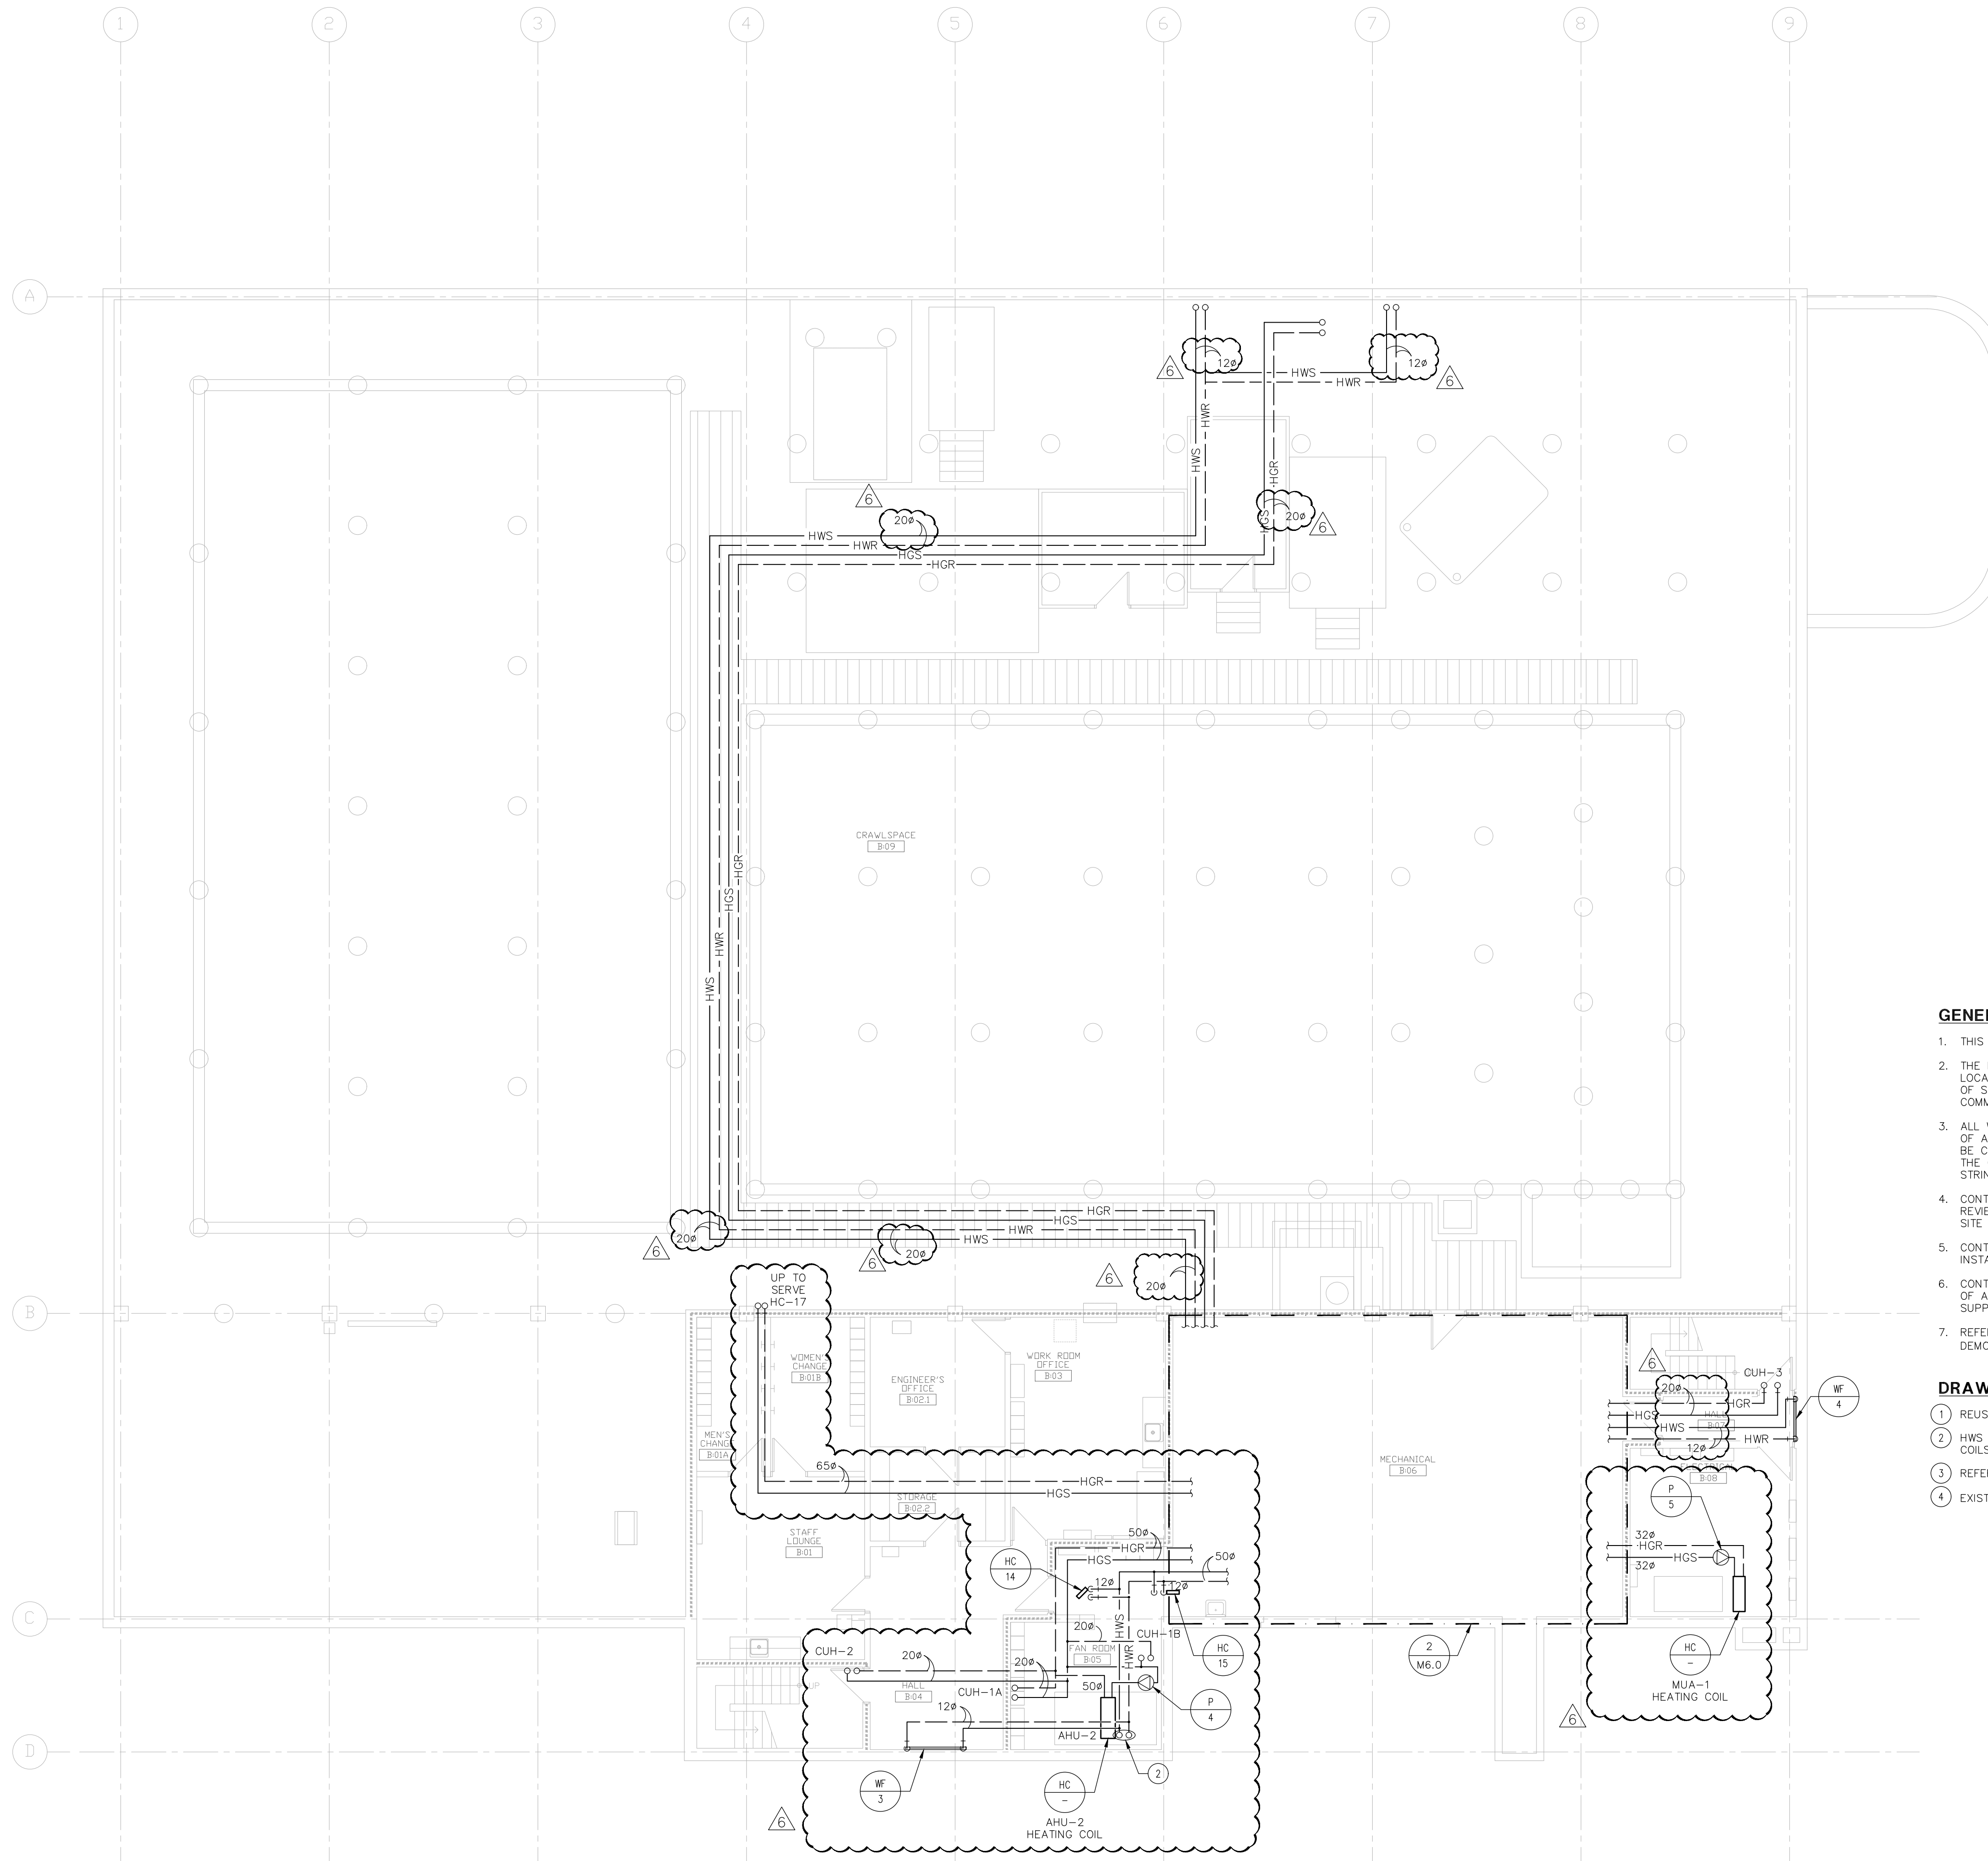 1 2 3 4 5 6 7 8 9
A
12ø
12ø
6
6
HWS
HWR
HWR
HWS
HGR
6
20ø
HGS
20ø
6
HWS
HWR
HGS
HGR
CRAWLSPACE
B:09
HGR
HGS
HWR
HWS
GENE
1. THIS
2. THE
LOCA
OF S
COMM
3. ALL
OF A
BE C
THE
STRIN
4. CONT
REVIE
SITE
5. CONT
INSTA
6. CONT
OF A
SUPP
7. REFE
DEMO
DRAW
1 REUS
2 HWS
COILS
3 REFE
4 EXIST
HGR
HGS
HWR
HWS
20ø
6
20ø
6
20ø
6
UP TO
SERVE
HC-17
B
WOMEN'S
CHANGE
B:01B
ENGINEER'S
OFFICE
B:02.1
WORK ROOM
OFFICE
B:03
MEN'S
CHANGE
B:01A
65ø
HGR
HGS
STORAGE
B:02.2
STAFF
LOUNGE
B:01
MECHANICAL
B:06
6
CUH-3
20ø
HGR
HGS
HALL
B:07
HWS
HWR
12ø
WF
4
ELECTRICAL
B:08
P
5
32ø
HGR
HGS
32ø
HC
-
MUA-1
HEATING COIL
6
50ø
HGR
HGS
50ø
HC
14
12ø
12ø
HWS
HWR
C
20ø
CUH-1B
FAN ROOM
B:05
HC
15
2
M6.0
CUH-2
20ø
20ø
UP
HALL
B:04
CUH-1A
50ø
12ø
P
4
AHU-2
D
2
WF
3
HC
-
AHU-2
HEATING COIL
6